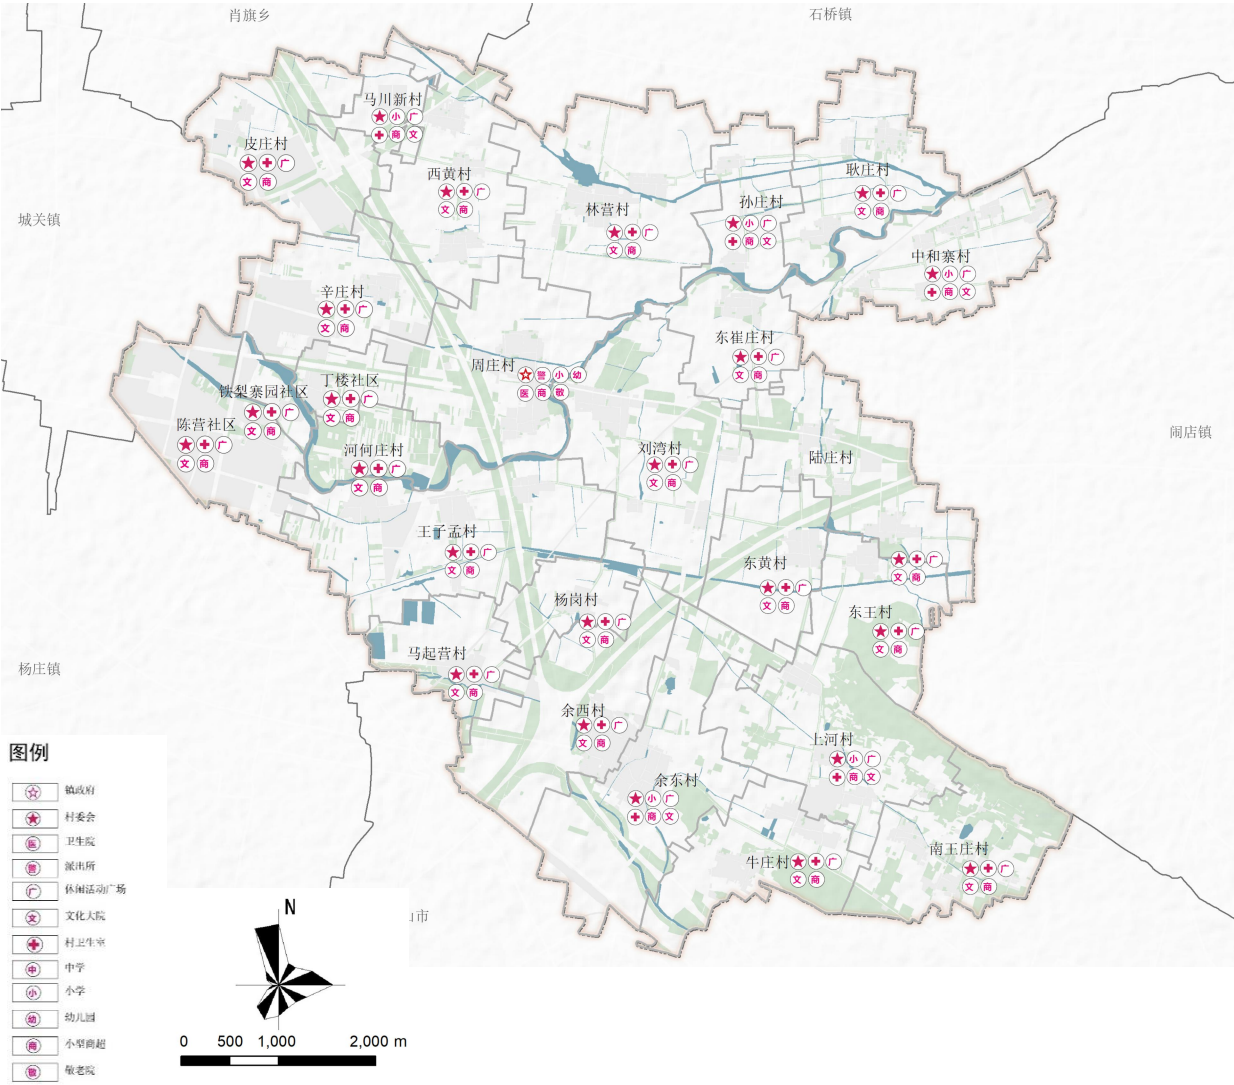 肖旗乡
石桥镇
马川新村
小 广
商 文
皮庄村
广
文 商
西黄村
广
文 商
耿庄村
广
文 商
林营村
广
文 商
孙庄村
小 广
商 文
城关镇
中和寨村
小 广
商 文
辛庄村
广
文 商
东崔庄村
广
文 商
周庄村
警 小 幼
医 商 敬
铁梨寨园社区
广
文 商
丁楼社区
广
文 商
陈营社区
广
文 商
河何庄村
广
文 商
刘湾村
广
文 商
陆庄村
闹店镇
王子孟村
广
文 商
东黄村
广
文 商
广
文 商
杨岗村
广
文 商
东王村
广
文 商
杨庄镇
马起营村
广
文 商
余西村
广
文 商
上河村
小 广
商 文
余东村
小 广
商 文
牛庄村
广
文 商
南王庄村
广
文 商
山市
图例
镇政府
村委会
医 卫生院
警 派出所
广 休闲活动广场
文 文化大院
村卫生室
中 中学
小 小学
幼 幼儿园
商 小型商超
敬 敬老院
N
0 500 1,000 2,000 m